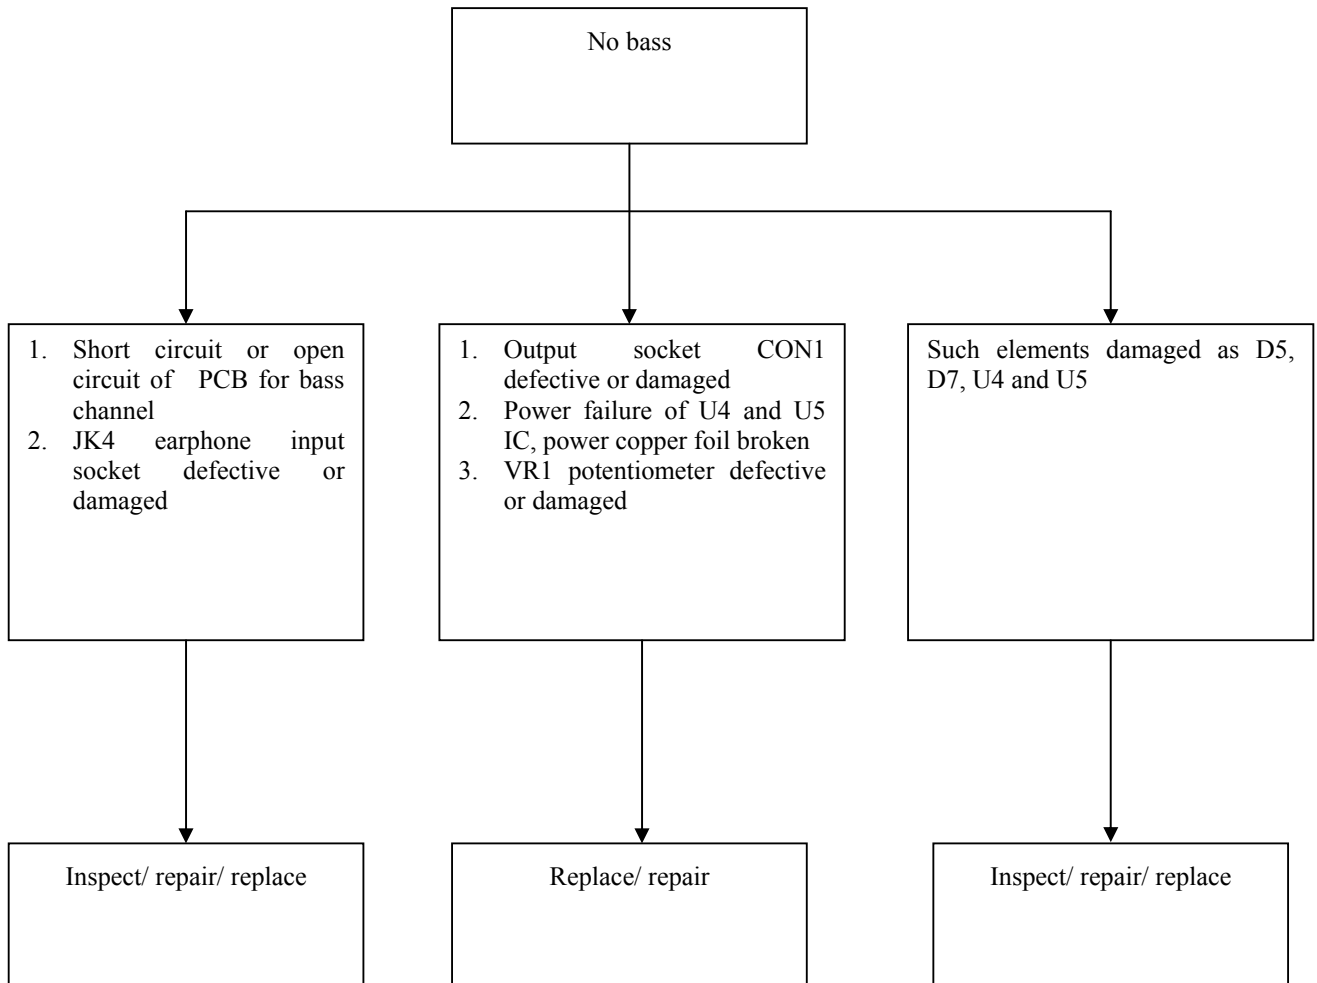 No bass
1. Short circuit or open
circuit of PCB for bass
channel
2. JK4 earphone input
socket defective or
damaged
1. Output socket CON1
defective or damaged
2. Power failure of U4 and U5
IC, power copper foil broken
3. VR1 potentiometer defective
or damaged
Such elements damaged as D5,
D7, U4 and U5
Inspect/ repair/ replace
Replace/ repair
Inspect/ repair/ replace